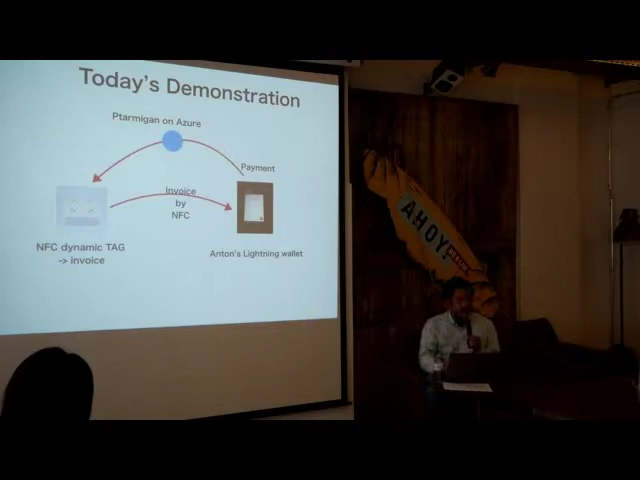 Today's Demonstration
Ptarmigan on Azure
Payment
Invoice
by
NFC
NFC dynamic TAG
-> invoice
Anton's Lightning wallet
AHOY!